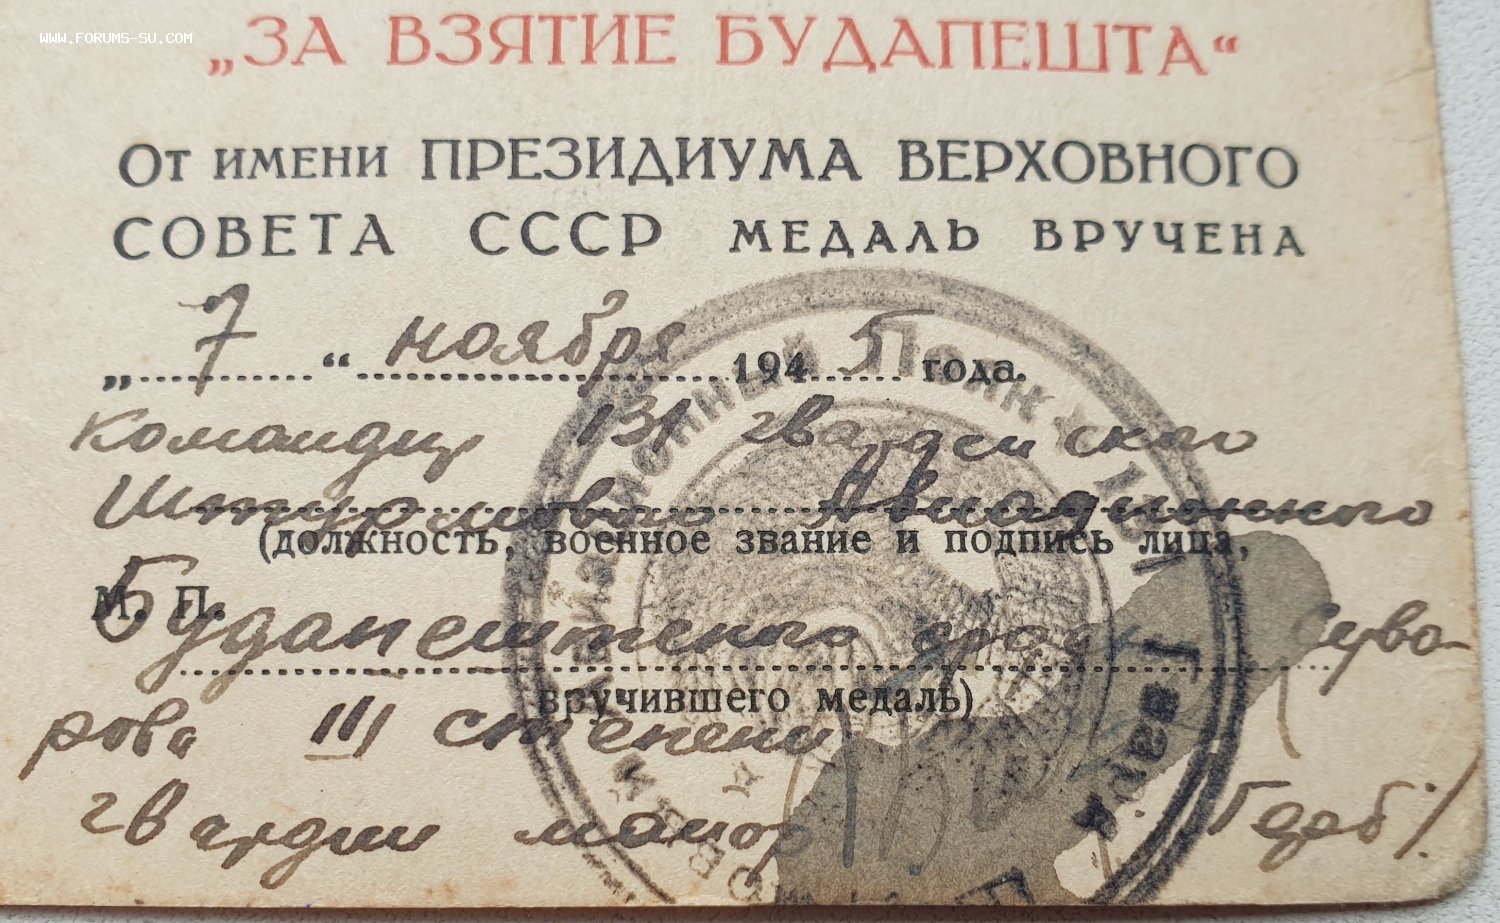 WWW.FORUMS-SU.COM
„ЗА ВЗЯТИЕ БУДАПЕШТА“
ОТ ИМЕНИ ПРЕЗИДИУМА ВЕРХОВНОГО
СОВЕТА СССР МЕДАЛЬ ВРУЧЕНА
„7“ ноября 1945 года.
Командир 131 гвардейского
Штурмового Авиационного
(должность, военное звание и подпись лица,
М. П.
Будапештского орд. Суво-
вручившего медаль)
рова III степени
гвардии майор /Гарб/